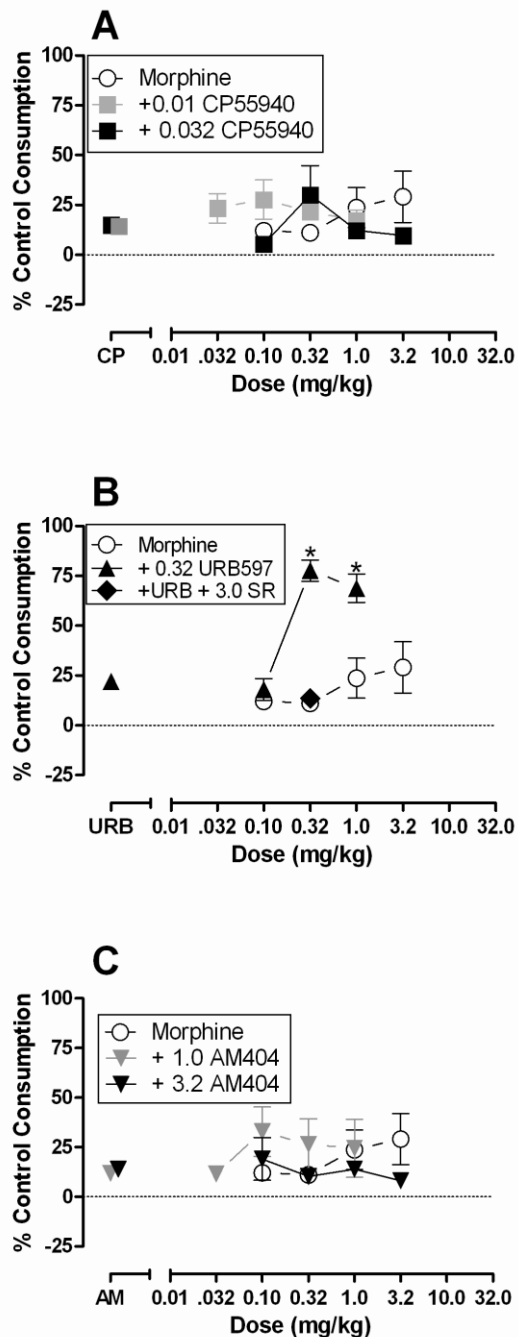 A
100
75
50
25
0
-25
% Control Consumption
Morphine
+0.01 CP55940
+ 0.032 CP55940
CP 0.01 .032 0.10 0.32 1.0 3.2 10.0 32.0
Dose (mg/kg)
B
100
75
50
25
0
-25
% Control Consumption
Morphine
+ 0.32 URB597
+URB + 3.0 SR
* *
URB 0.01 .032 0.10 0.32 1.0 3.2 10.0 32.0
Dose (mg/kg)
C
100
75
50
25
0
-25
% Control Consumption
Morphine
+ 1.0 AM404
+ 3.2 AM404
AM 0.01 .032 0.10 0.32 1.0 3.2 10.0 32.0
Dose (mg/kg)